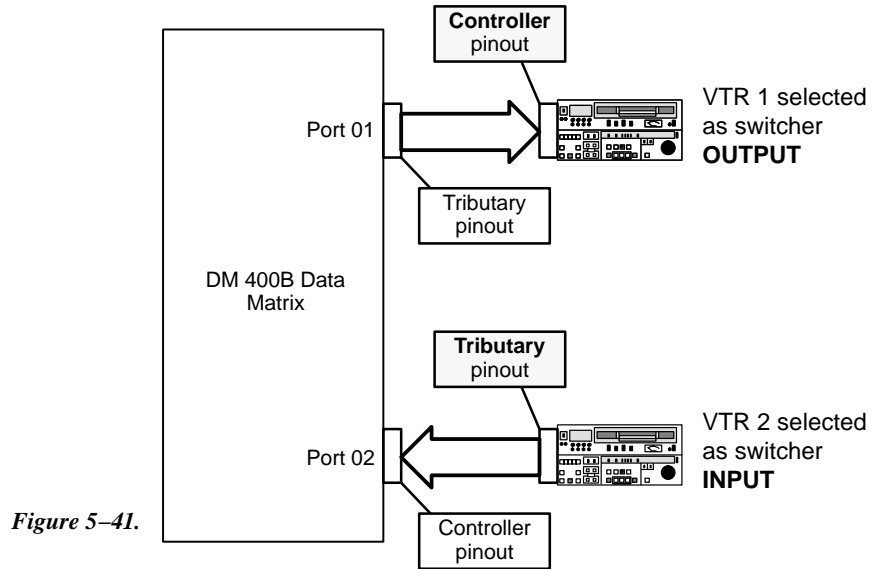 Controller
pinout
Port 01
VTR 1 selected
as switcher
OUTPUT
Tributary
pinout
DM 400B Data
Matrix
Tributary
pinout
Port 02
VTR 2 selected
as switcher
INPUT
Controller
pinout
Figure 5–41.